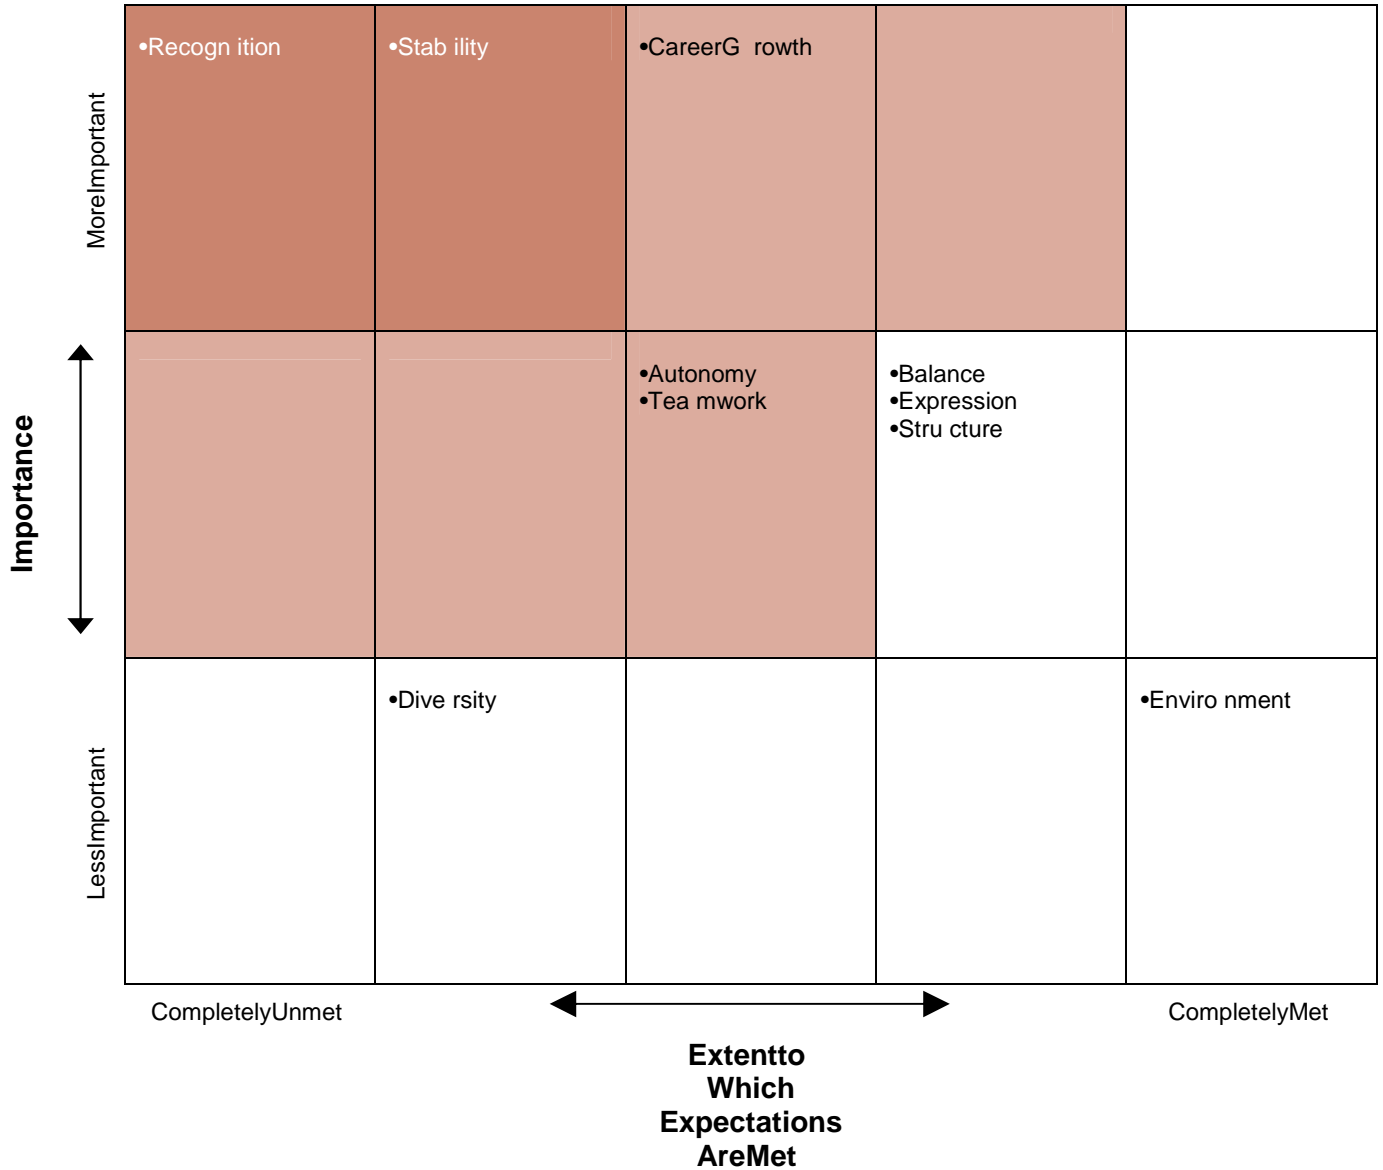 •Recogn ition
•Stab ility
•CareerG rowth
MoreImportant
•Autonomy
•Tea mwork
•Balance
•Expression
•Stru cture
Importance
•Dive rsity
•Enviro nment
LessImportant
CompletelyUnmet
CompletelyMet
Extentto
Which
Expectations
AreMet